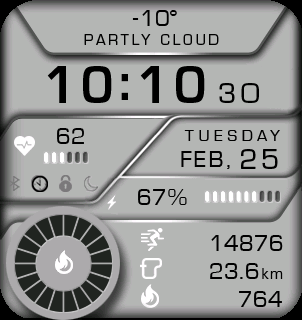 -10°
PARTLY CLOUD
10:10 30
62
TUESDAY
FEB, 25
67%
14876
23.6km
764